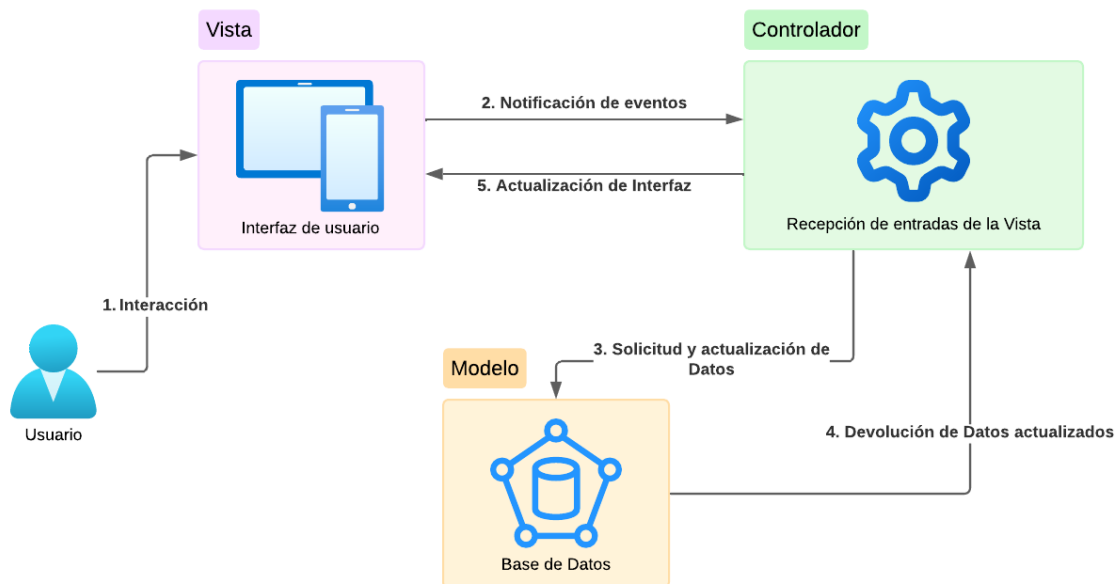 Vista
Controlador
2. Notificación de eventos
5. Actualización de Interfaz
Interfaz de usuario
Recepción de entradas de la Vista
1. Interacción
3. Solicitud y actualización de
Datos
Modelo
4. Devolución de Datos actualizados
Usuario
Base de Datos